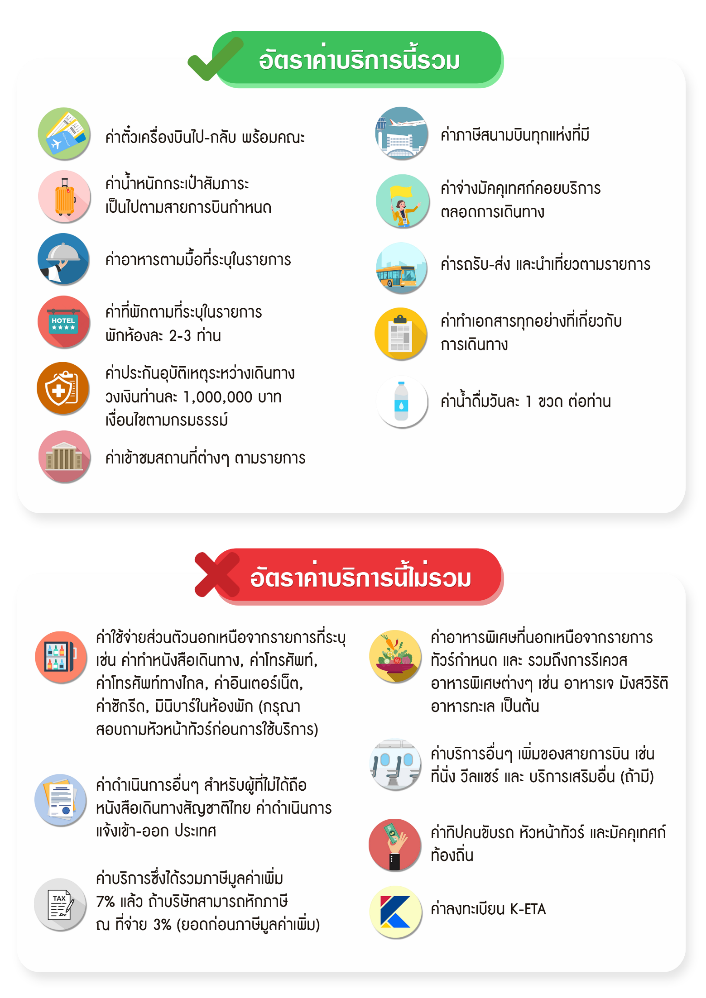 อัตราค่าบริการนี้รวม
ค่าตั๋วเครื่องบินไป-กลับ พร้อมคณะ
ค่าน้ำหนักกระเป๋าสัมภาระ
เป็นไปตามสายการบินกำหนด
ค่าอาหารตามมื้อที่ระบุในรายการ
HOTEL
ค่าที่พักตามที่ระบุในรายการ
พักห้องละ 2-3 ท่าน
ค่าประกันอุบัติเหตุระหว่างเดินทาง
วงเงินท่านละ 1,000,000 บาท
เงื่อนไขตามกรมธรรม์
ค่าเข้าชมสถานที่ต่างๆ ตามรายการ
ค่าภาษีสนามบินทุกแห่งที่มี
ค่าจ้างมัคคุเทศก์คอยบริการ
ตลอดการเดินทาง
ค่ารถรับ-ส่ง และนำเที่ยวตามรายการ
ค่าทำเอกสารทุกอย่างที่เกี่ยวกับ
การเดินทาง
ค่าน้ำดื่มวันละ 1 ขวด ต่อท่าน
อัตราค่าบริการนี้ไม่รวม
ค่าใช้จ่ายส่วนตัวนอกเหนือจากรายการที่ระบุ
เช่น ค่าทำหนังสือเดินทาง, ค่าโทรศัพท์,
ค่าโทรศัพท์ทางไกล, ค่าอินเตอร์เน็ต,
ค่าซักรีด, มินิบาร์ในห้องพัก (กรุณา
สอบถามหัวหน้าทัวร์ก่อนการใช้บริการ)
ค่าดำเนินการอื่นๆ สำหรับผู้ที่ไม่ได้ถือ
หนังสือเดินทางสัญชาติไทย ค่าดำเนินการ
แจ้งเข้า-ออก ประเทศ
TAX
ค่าบริการซึ่งได้รวมภาษีมูลค่าเพิ่ม
7% แล้ว ถ้าบริษัทสามารถหักภาษี
ณ ที่จ่าย 3% (ยอดก่อนภาษีมูลค่าเพิ่ม)
ค่าอาหารพิเศษที่นอกเหนือจากรายการ
ทัวร์กำหนด และ รวมถึงการรีเควส
อาหารพิเศษต่างๆ เช่น อาหารเจ มังสวิรัติ
อาหารทะเล เป็นต้น
ค่าบริการอื่นๆ เพิ่มของสายการบิน เช่น
ที่นั่ง วีลแชร์ และ บริการเสริมอื่น (ถ้ามี)
ค่าทิปคนขับรถ หัวหน้าทัวร์ และมัคคุเทศก์
ท้องถิ่น
ค่าลงทะเบียน K-ETA